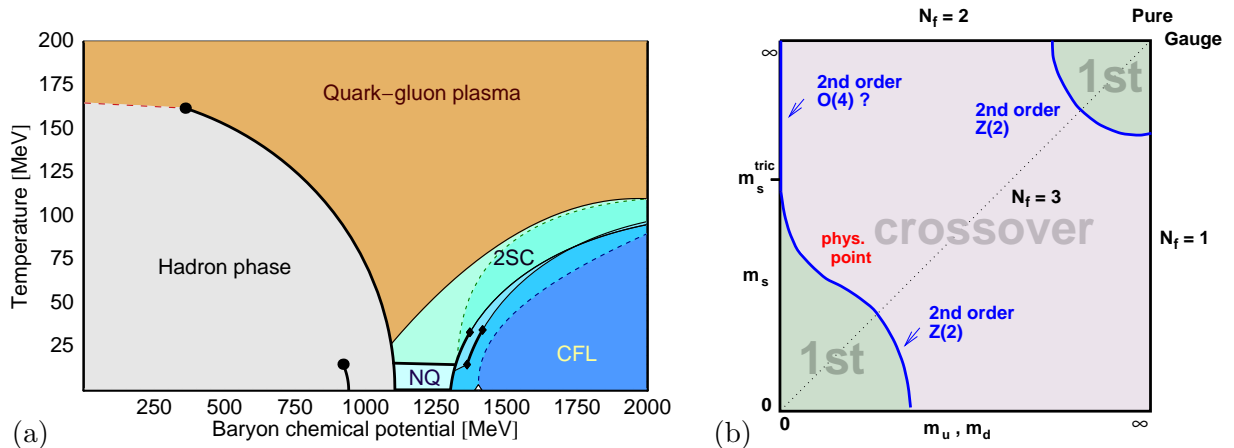 200
175
150
125
100
75
50
25
Temperature [MeV]
Quark–gluon plasma
Hadron phase
2SC
NQ
CFL
250 500 750 1000 1250 1500 1750 2000
Baryon chemical potential [MeV]
(a)
N_f = 2
Pure
Gauge
∞
2nd order
O(4) ?
2nd order
Z(2)
1st
m_s^tric
N_f = 3
crossover
phys.
point
N_f = 1
m_s
2nd order
Z(2)
1st
0
0
m_u , m_d
∞
(b)